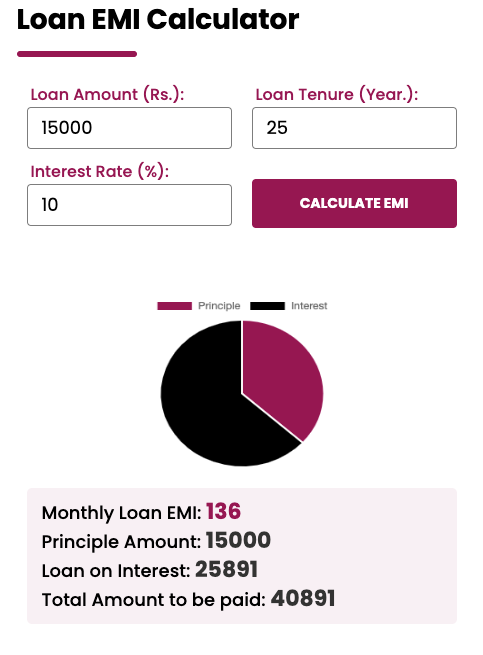 Loan EMI Calculator
Loan Amount (Rs.): Loan Tenure (Year.):
15000 25
Interest Rate (%):
10 CALCULATE EMI
Principle Interest
Monthly Loan EMI: 136
Principle Amount: 15000
Loan on Interest: 25891
Total Amount to be paid: 40891